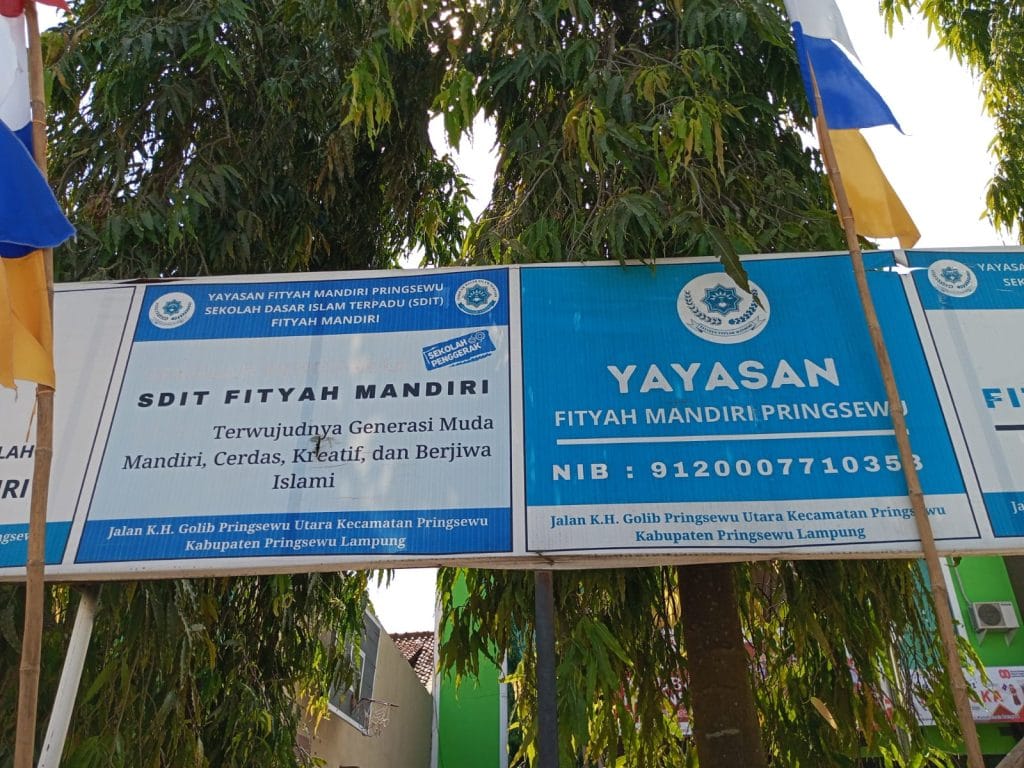 YAYASAN FITYAH MANDIRI PRINGSEWU
SEKOLAH DASAR ISLAM TERPADU (SDIT)
FITYAH MANDIRI
SEKOLAH
PENGGERAK
SDIT FITYAH MANDIRI
Terwujudnya Generasi Muda
Mandiri, Cerdas, Kreatif, dan Berjiwa
Islami
Jalan K.H. Golib Pringsewu Utara Kecamatan Pringsewu
Kabupaten Pringsewu Lampung
YAYASAN
FITYAH MANDIRI PRINGSEWU
NIB : 9120007710353
Jalan K.H. Golib Pringsewu Utara Kecamatan Pringsewu
Kabupaten Pringsewu Lampung